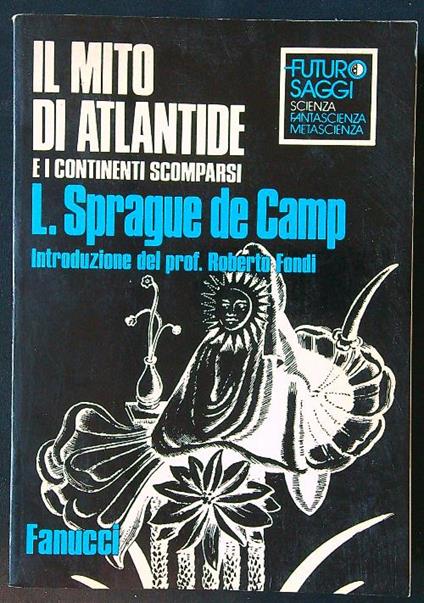 IL MITO
DI ATLANTIDE
E I CONTINENTI SCOMPARSI
FUTURO
SAGGI
SCIENZA
FANTASCIENZA
METASCIENZA
L. Sprague de Camp
Introduzione del prof. Roberto Fondi
Fanucci